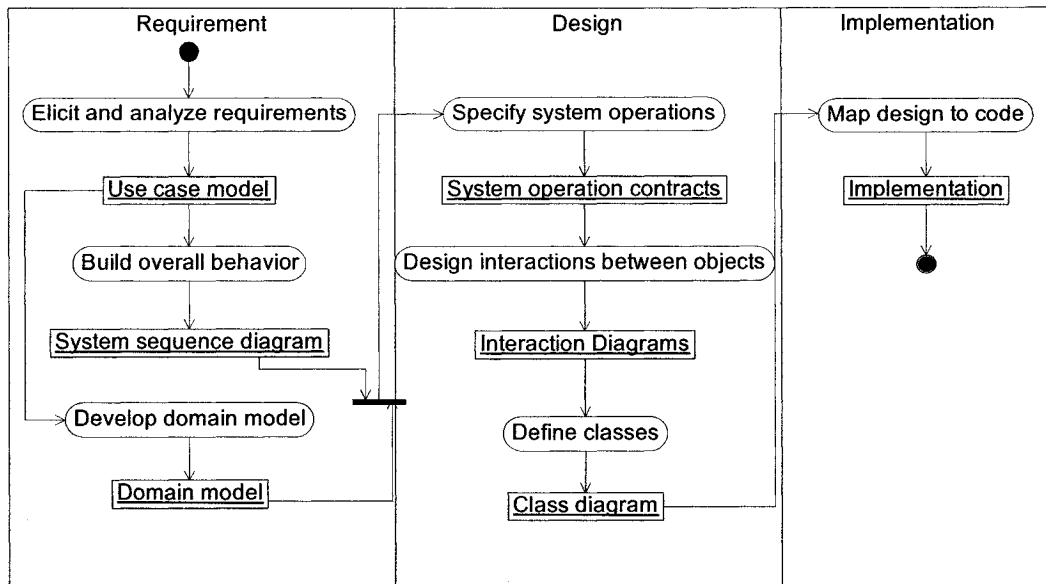 Requirement
Elicit and analyze requirements
Use case model
Build overall behavior
System sequence diagram
Develop domain model
Domain model
Design
Specify system operations
System operation contracts
Design interactions between objects
Interaction Diagrams
Define classes
Class diagram
Implementation
Map design to code
Implementation